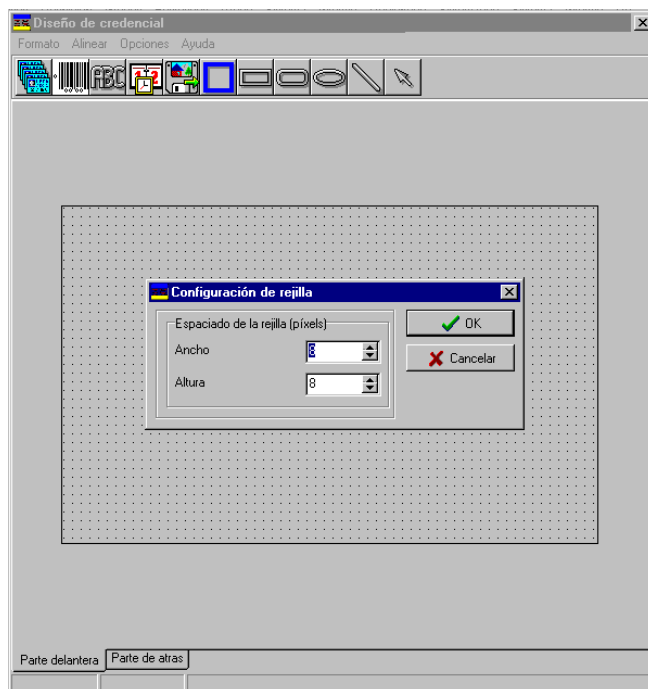 Diseño de credencial
Formato Alinear Opciones Ayuda
ABC
Configuración de rejilla
Espaciado de la rejilla (píxels)
Ancho 8
Altura 8
OK
Cancelar
Parte delantera Parte de atras